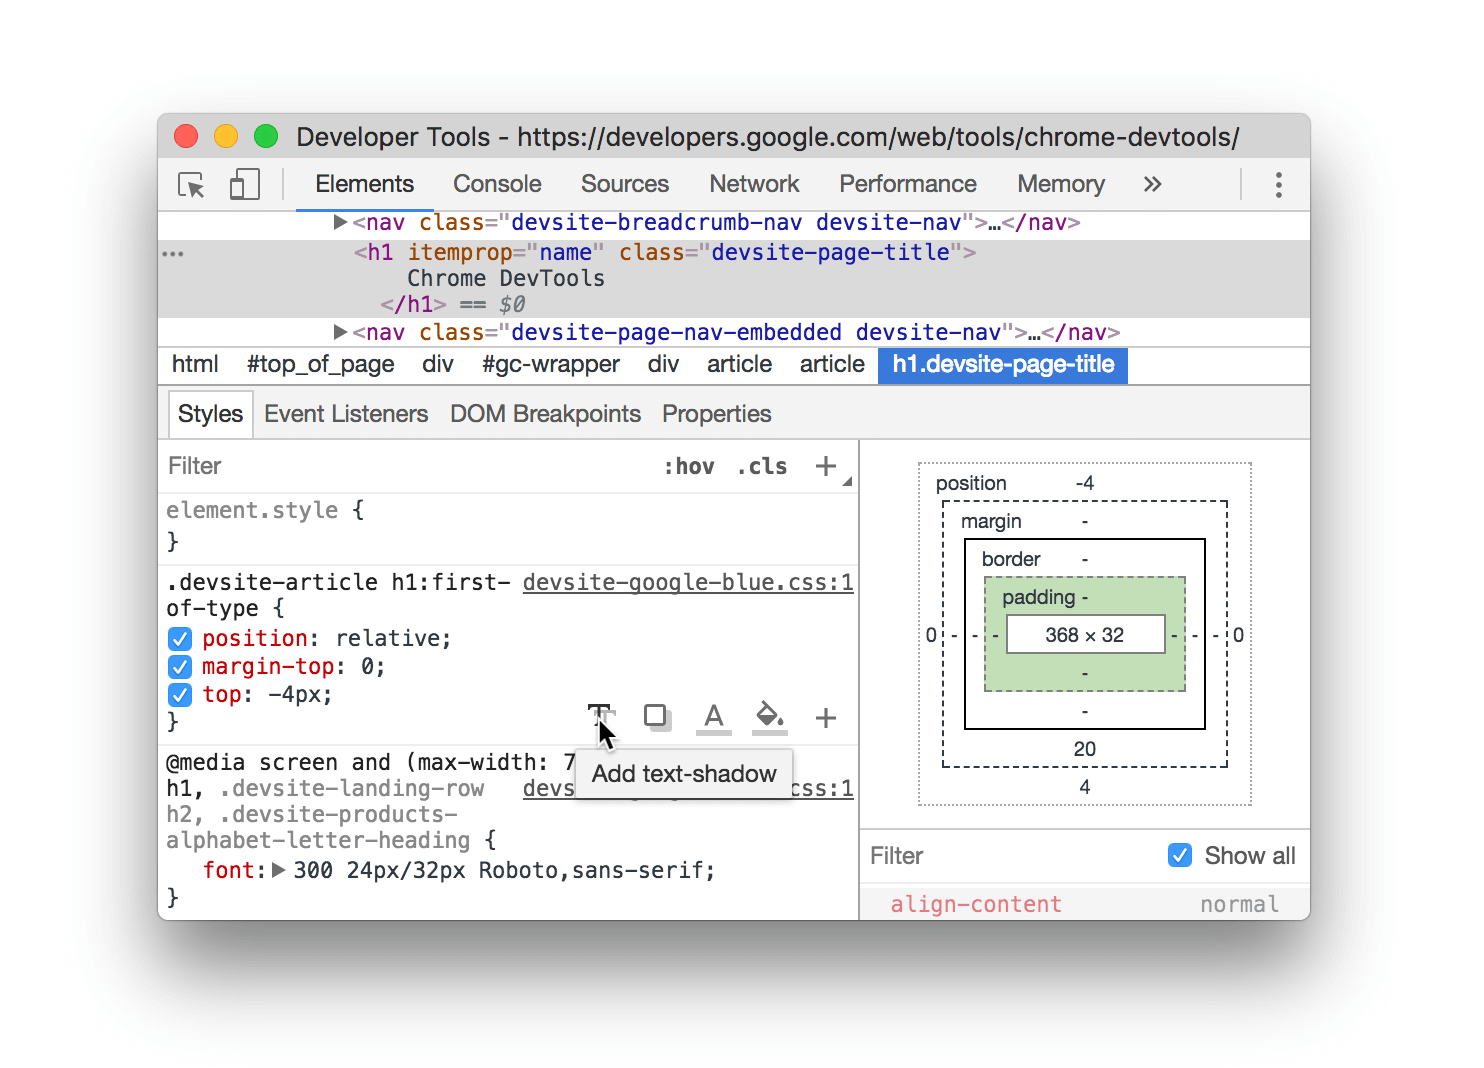 Developer Tools - https://developers.google.com/web/tools/chrome-devtools/
Elements Console Sources Network Performance Memory »
▶<nav class="devsite-breadcrumb-nav devsite-nav">…</nav>
… <h1 itemprop="name" class="devsite-page-title">
Chrome DevTools
</h1> == $0
▶<nav class="devsite-page-nav-embedded devsite-nav">…</nav>
html #top_of_page div #gc-wrapper div article article h1.devsite-page-title
Styles Event Listeners DOM Breakpoints Properties
Filter :hov .cls +
element.style {
}
.devsite-article h1:first- devsite-google-blue.css:1
of-type {
position: relative;
margin-top: 0;
top: -4px;
}
A +
Add text-shadow
@media screen and (max-width: 7
h1, .devsite-landing-row devs css:1
h2, .devsite-products-
alphabet-letter-heading {
font:▶300 24px/32px Roboto,sans-serif;
}
position -4
margin -
border -
padding -
0 - - - 368 × 32 - - - 0
-
-
20
4
Filter Show all
align-content normal